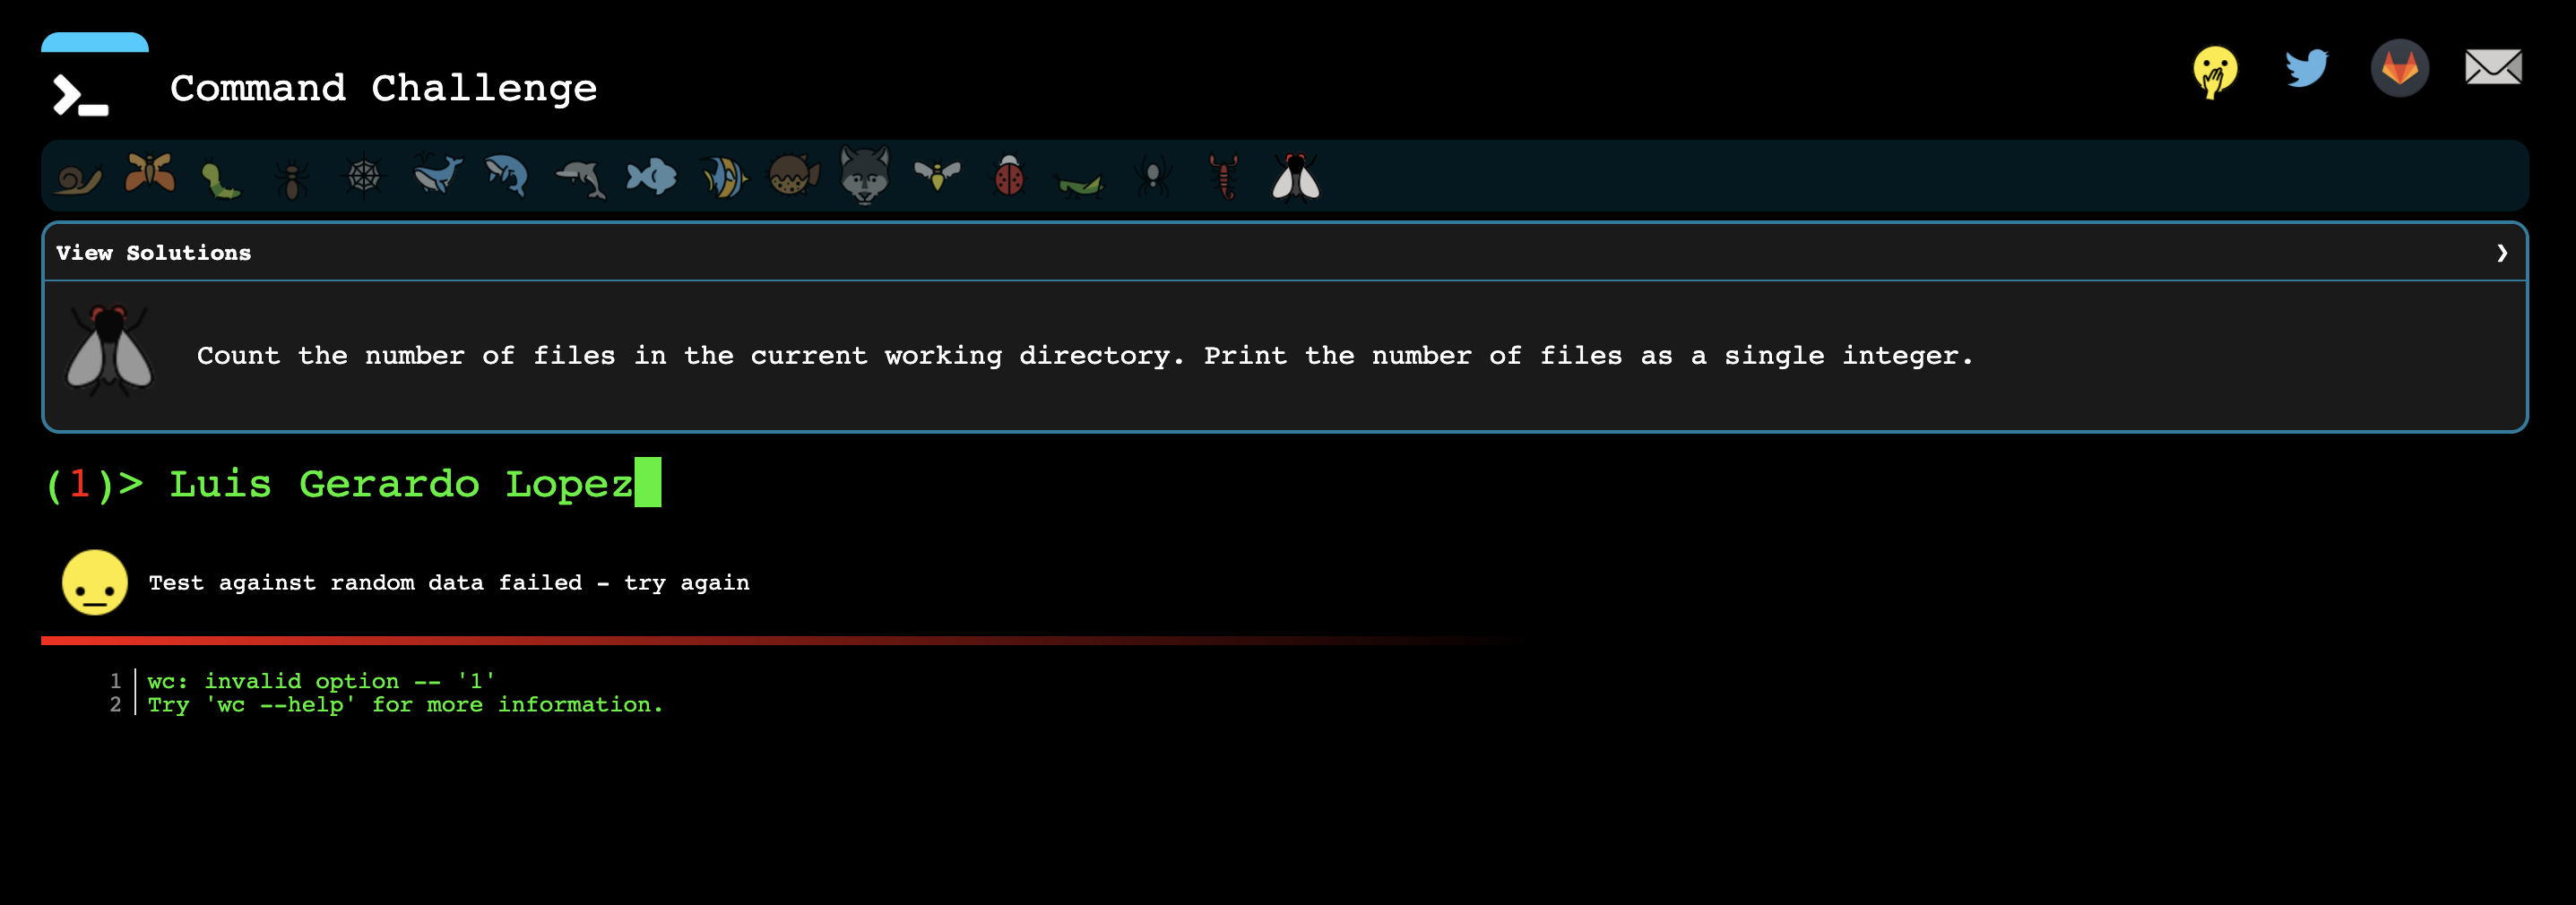 Command Challenge
View Solutions ❯
Count the number of files in the current working directory. Print the number of files as a single integer.
(1)> Luis Gerardo Lopez
Test against random data failed - try again
1 wc: invalid option -- '1'
2 Try 'wc --help' for more information.